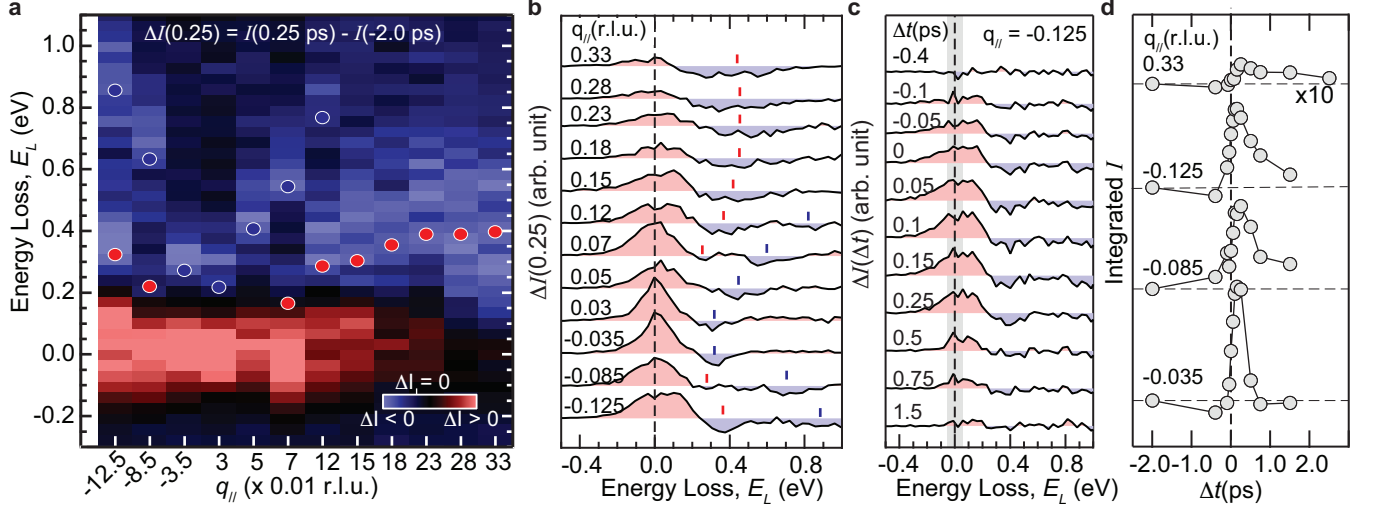 a
ΔI(0.25) = I(0.25 ps) - I(-2.0 ps)
Energy Loss, E_L (eV)
1.0
0.8
0.6
0.4
0.2
0.0
-0.2
ΔI = 0
ΔI < 0
ΔI > 0
-12.5 -8.5 -3.5 3 5 7 12 15 18 23 28 33
q_// (x 0.01 r.l.u.)
b
q_//(r.l.u.)
ΔI(0.25) (arb. unit)
0.33
0.28
0.23
0.18
0.15
0.12
0.07
0.05
0.03
-0.035
-0.085
-0.125
-0.4 0.0 0.4 0.8
Energy Loss, E_L (eV)
c
Δt(ps)
q_// = -0.125
ΔI(Δt) (arb. unit)
-0.4
-0.1
-0.05
0
0.05
0.1
0.15
0.25
0.5
0.75
1.5
-0.5 0.0 0.5 1.0
Energy Loss, E_L (eV)
d
q_//(r.l.u.)
Integrated I
0.33
x10
-0.125
-0.085
-0.035
-2.0 -1.0 0.0 1.0 2.0
Δt(ps)